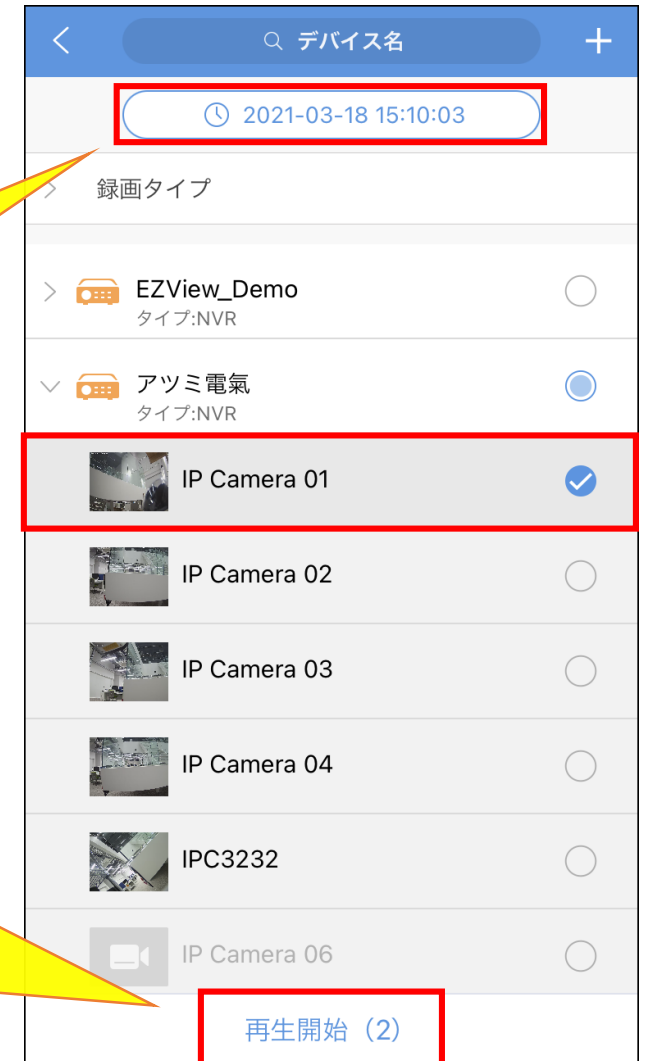 デバイス名
2021-03-18 15:10:03
録画タイプ
EZView_Demo
タイプ:NVR
アツミ電氣
タイプ:NVR
IP Camera 01
IP Camera 02
IP Camera 03
IP Camera 04
IPC3232
IP Camera 06
再生開始（2）